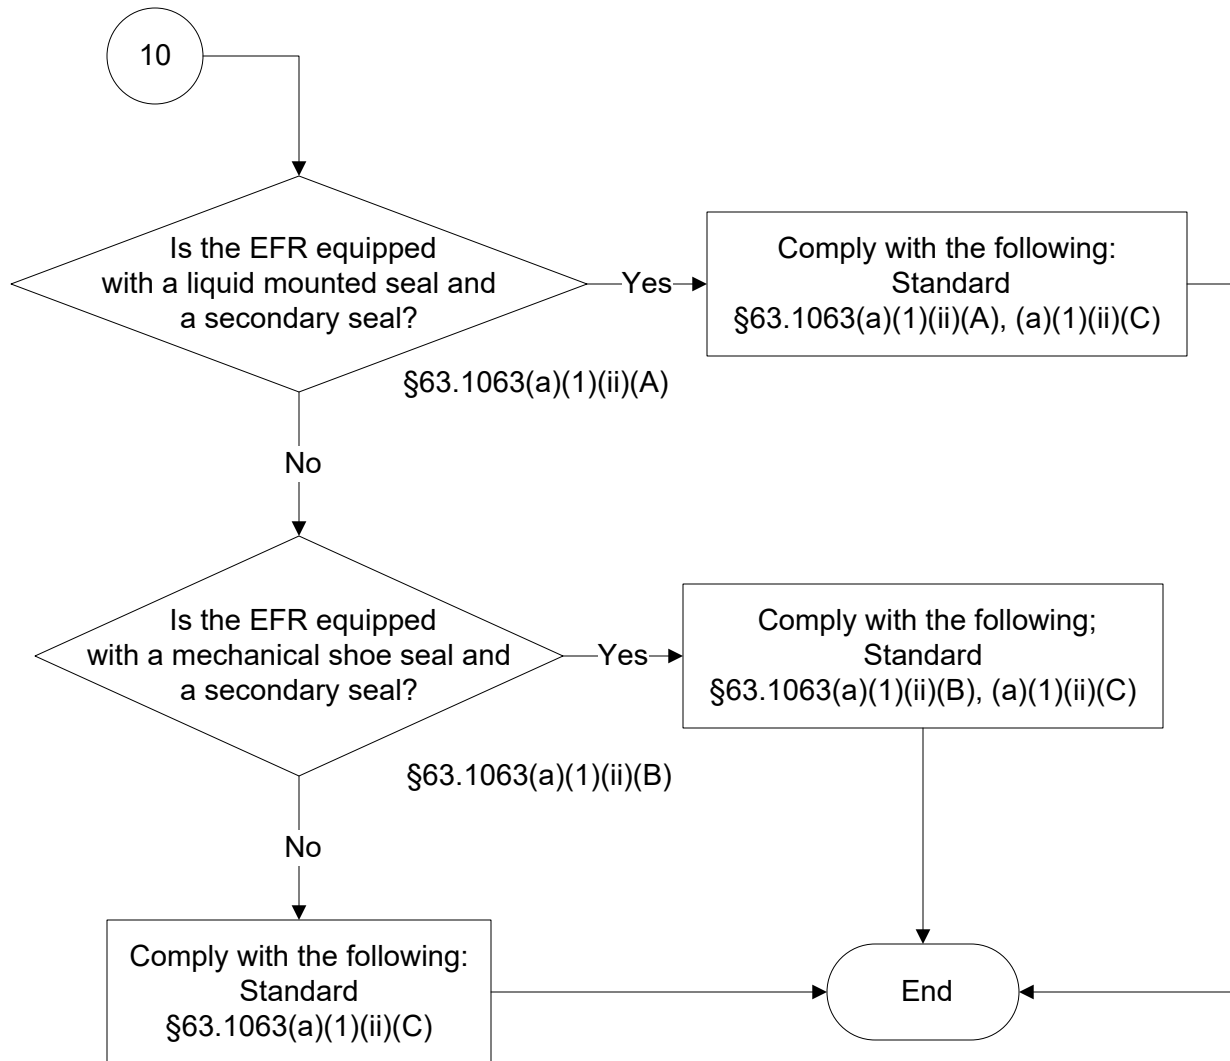 10
Is the EFR equipped
with a liquid mounted seal and
a secondary seal?
Yes
Comply with the following:
Standard
§63.1063(a)(1)(ii)(A), (a)(1)(ii)(C)
§63.1063(a)(1)(ii)(A)
No
Is the EFR equipped
with a mechanical shoe seal and
a secondary seal?
Yes
Comply with the following;
Standard
§63.1063(a)(1)(ii)(B), (a)(1)(ii)(C)
§63.1063(a)(1)(ii)(B)
No
Comply with the following:
Standard
§63.1063(a)(1)(ii)(C)
End